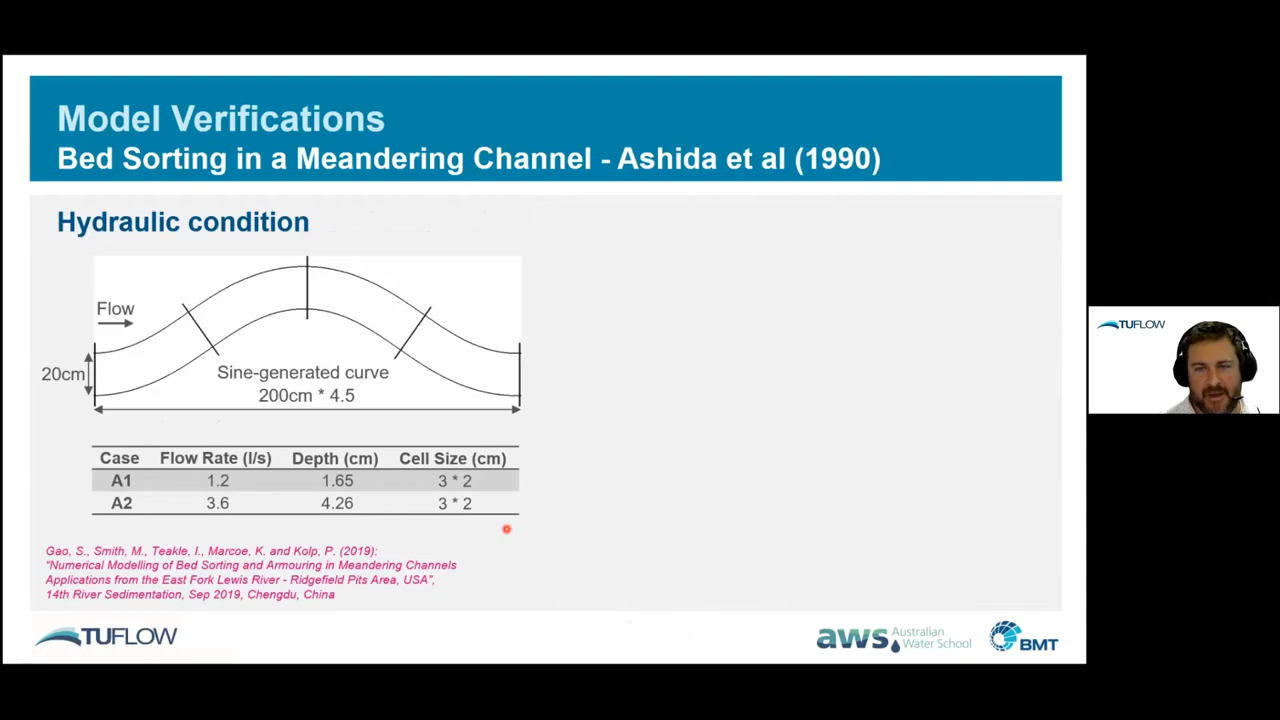 Model Verifications
Bed Sorting in a Meandering Channel - Ashida et al (1990)
Hydraulic condition
Flow
20cm
Sine-generated curve
200cm * 4.5
Case Flow Rate (l/s) Depth (cm) Cell Size (cm)
A1 1.2 1.65 3 * 2
A2 3.6 4.26 3 * 2
Gao, S., Smith, M., Teakle, I., Marcoe, K. and Kolp, P. (2019):
"Numerical Modelling of Bed Sorting and Armouring in Meandering Channels
Applications from the East Fork Lewis River - Ridgefield Pits Area, USA",
14th River Sedimentation, Sep 2019, Chengdu, China
TUFLOW
aws Australian
Water School
BMT
TUFLOW